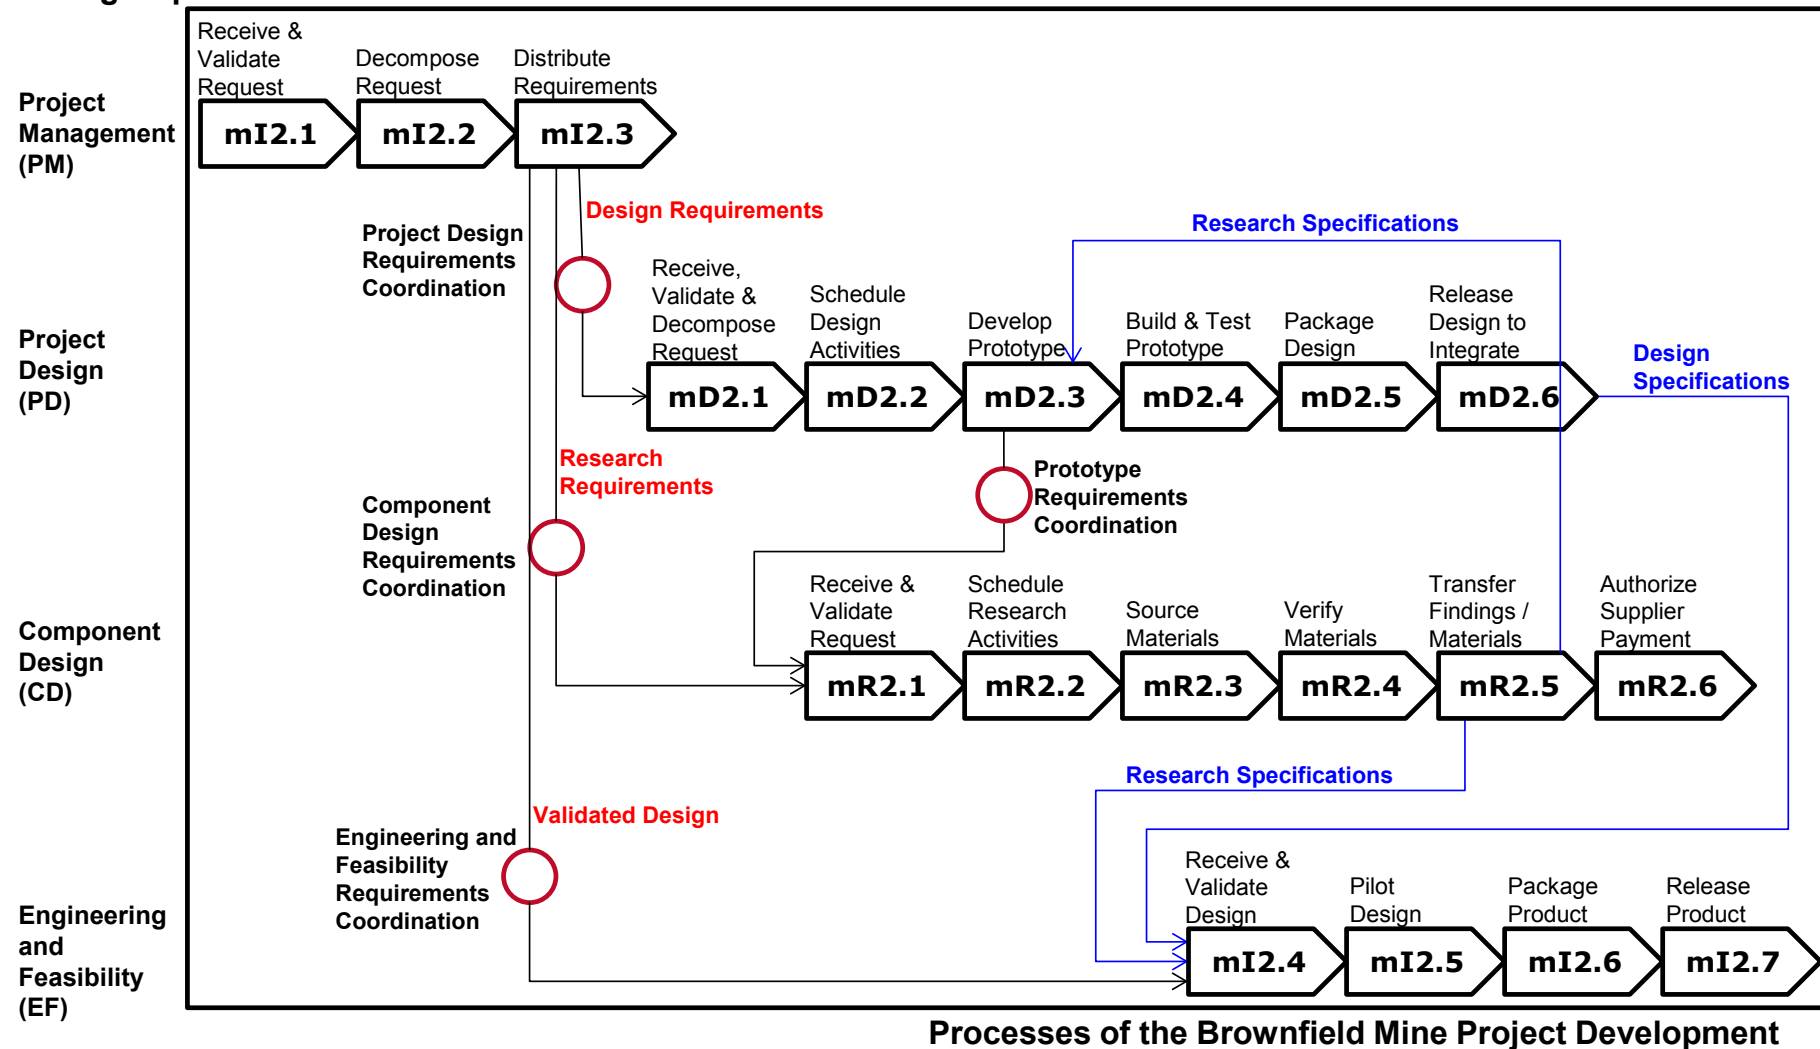 Receive &
Validate
Request
Decompose
Request
Distribute
Requirements
Project
Management
(PM)
mI2.1
mI2.2
mI2.3
Design Requirements
Project Design
Requirements
Coordination
Research Specifications
Receive,
Validate &
Decompose
Request
Schedule
Design
Activities
Develop
Prototype
Build & Test
Prototype
Package
Design
Release
Design to
Integrate
Design
Specifications
Project
Design
(PD)
mD2.1
mD2.2
mD2.3
mD2.4
mD2.5
mD2.6
Research
Requirements
Prototype
Requirements
Coordination
Component
Design
Requirements
Coordination
Receive &
Validate
Request
Schedule
Research
Activities
Source
Materials
Verify
Materials
Transfer
Findings /
Materials
Authorize
Supplier
Payment
Component
Design
(CD)
mR2.1
mR2.2
mR2.3
mR2.4
mR2.5
mR2.6
Research Specifications
Validated Design
Engineering and
Feasibility
Requirements
Coordination
Receive &
Validate
Design
Pilot
Design
Package
Product
Release
Product
Engineering
and
Feasibility
(EF)
mI2.4
mI2.5
mI2.6
mI2.7
Processes of the Brownfield Mine Project Development